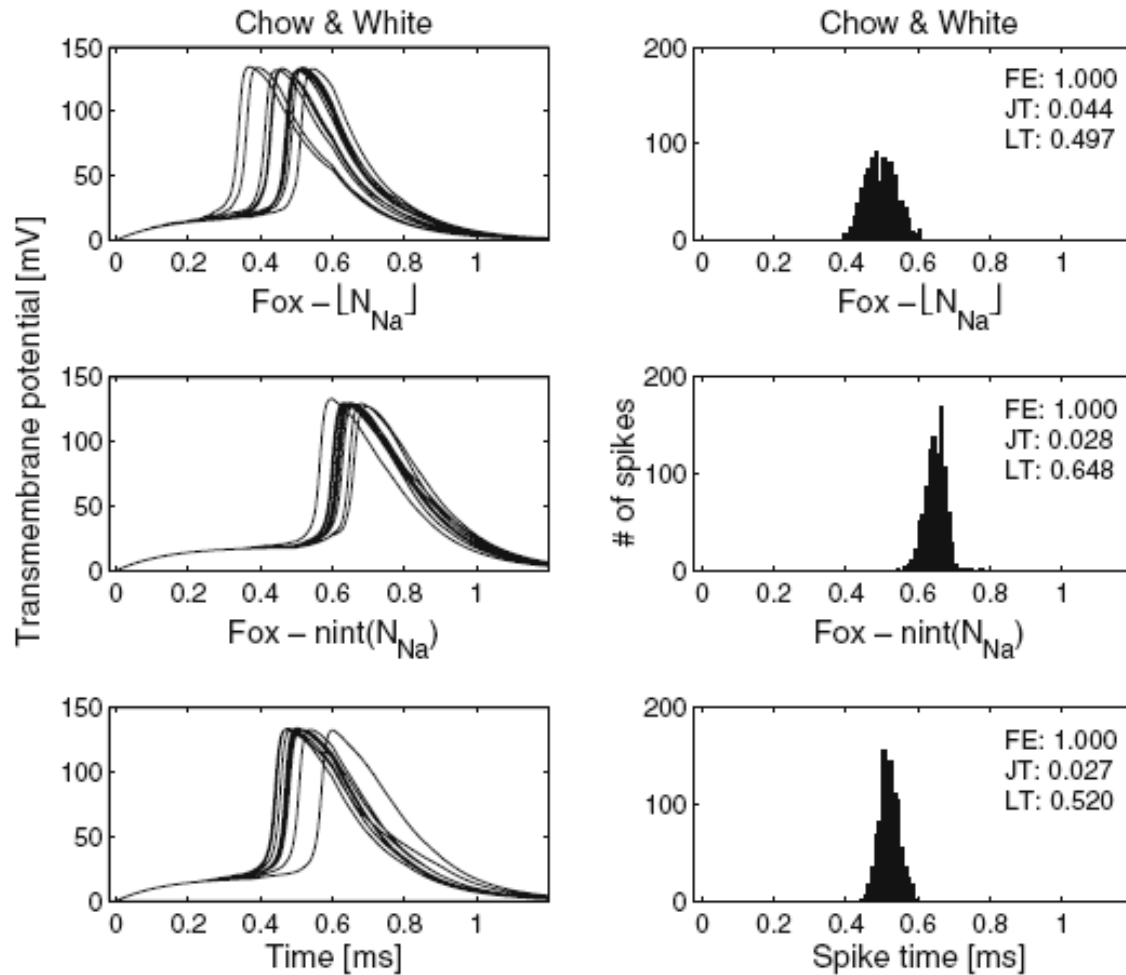 Chow & White
150
100
50
0
0 0.2 0.4 0.6 0.8 1
Chow & White
200
100
0
FE: 1.000
JT: 0.044
LT: 0.497
0 0.2 0.4 0.6 0.8 1
Transmembrane potential [mV]
Fox – ⌊N_Na⌋
150
100
50
0
0 0.2 0.4 0.6 0.8 1
# of spikes
Fox – ⌊N_Na⌋
200
100
0
FE: 1.000
JT: 0.028
LT: 0.648
0 0.2 0.4 0.6 0.8 1
Fox – nint(N_Na)
150
100
50
0
0 0.2 0.4 0.6 0.8 1
Time [ms]
Fox – nint(N_Na)
200
100
0
FE: 1.000
JT: 0.027
LT: 0.520
0 0.2 0.4 0.6 0.8 1
Spike time [ms]